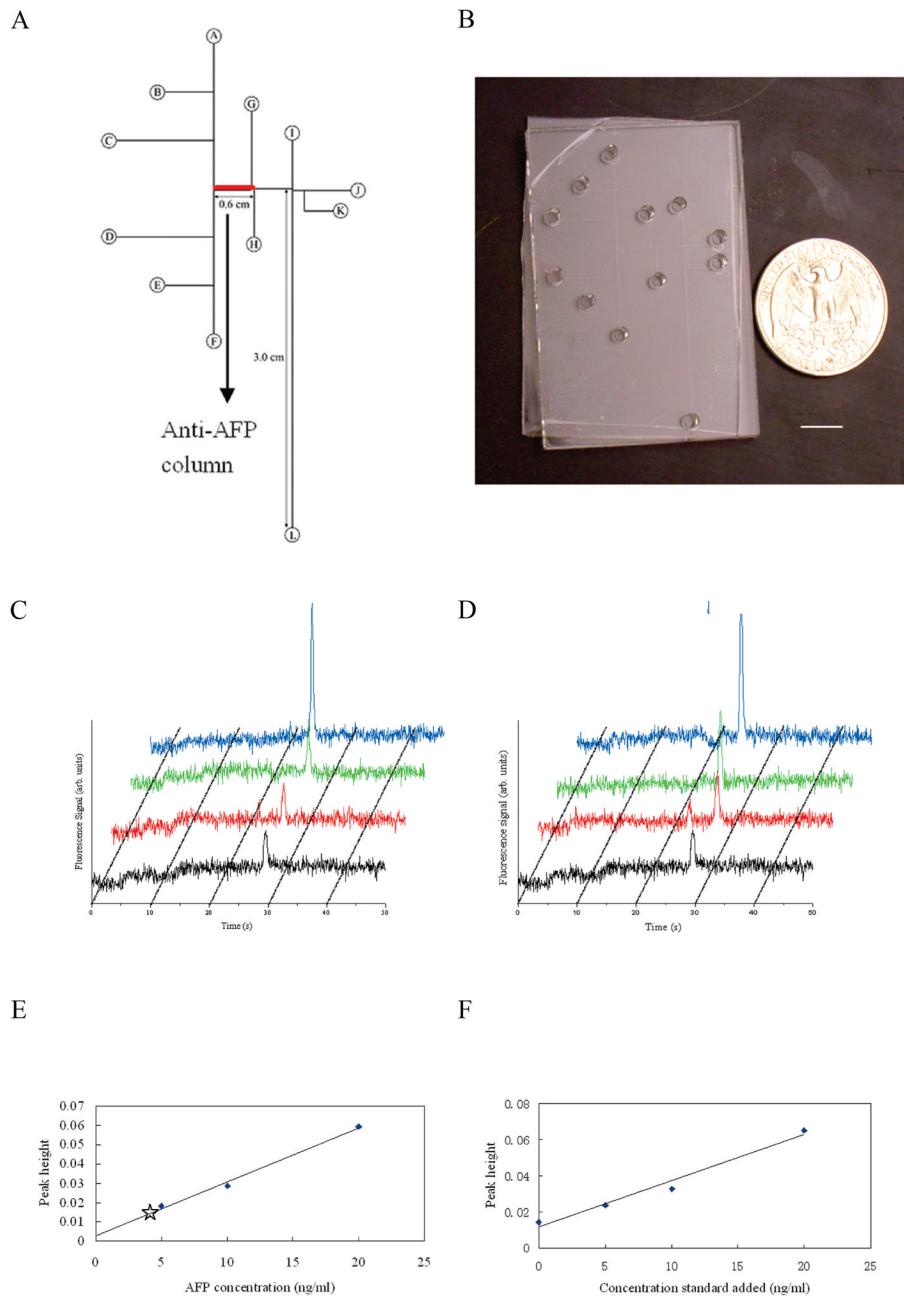 A
B
A
B
G
C
I
0.6 cm
J
K
D
H
E
F
3.0 cm
Anti-AFP
column
L
C
D
Fluorescence Signal (arb. units)
0
10
20
30
40
50
Time (s)
Fluorescence signal (arb. units)
0
10
20
30
40
50
Time (s)
E
F
Peak height
0.07
0.06
0.05
0.04
0.03
0.02
0.01
0
0
5
10
15
20
25
AFP concentration (ng/ml)
Peak height
0.08
0.06
0.04
0.02
0
0
5
10
15
20
25
Concentration standard added (ng/ml)